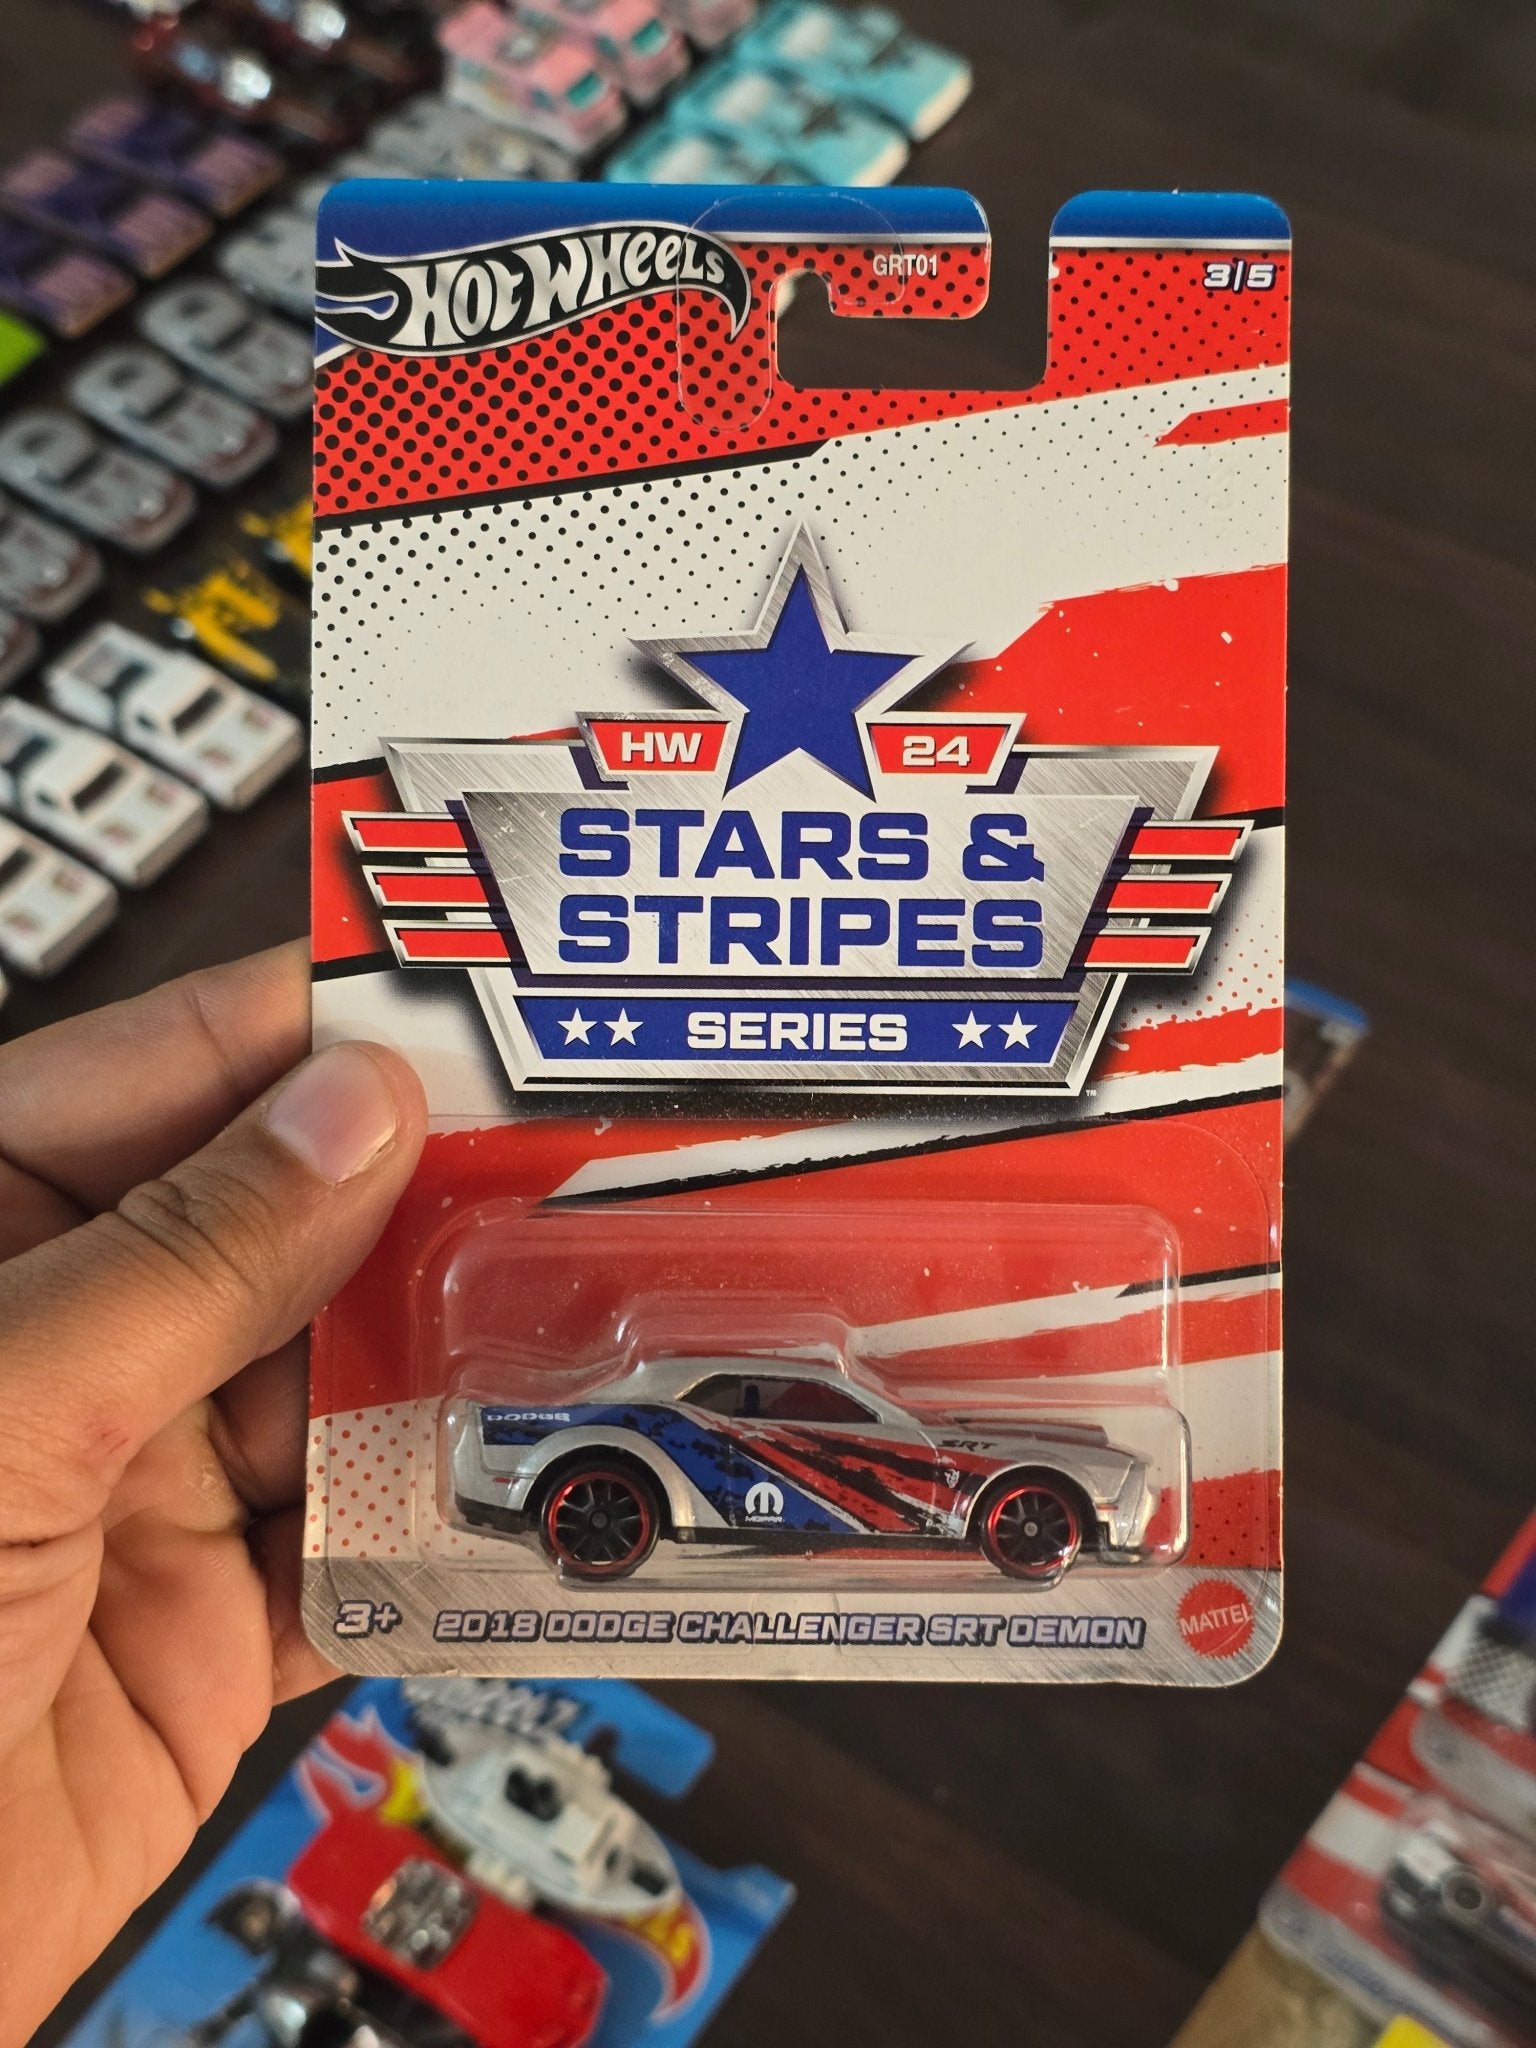 HOT WHEELS
GRT01
3/5
HW 24
STARS &
STRIPES
★★ SERIES ★★
™
DODGE
SRT
MOPAR
3+ 2018 DODGE CHALLENGER SRT DEMON MATTEL